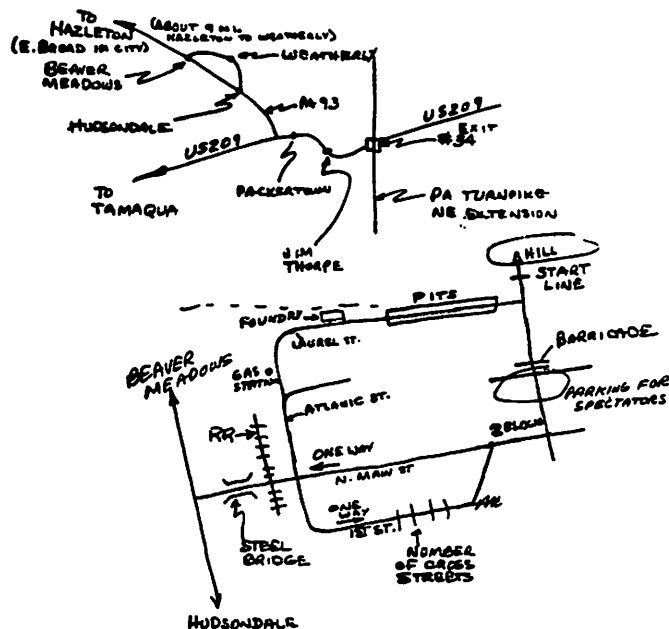 TO
HAZLETON
(E. BROAD IN CITY)
(ABOUT 9 MI.
HAZLETON TO WEATHERLY)
WEATHERLY
BEAVER
MEADOWS
HUDSONDALE
PA 93
US209
US209
EXIT
#34
TO
TAMAQUA
PACKERTOWN
JIM
THORPE
PA TURNPIKE
NE. EXTENSION
HILL
START
LINE
PITS
FOUNDRY
LAUREL ST.
BARRICADE
BEAVER
MEADOWS
GAS
STATION
PARKING FOR
SPECTATORS
ATLANIC ST.
RR
ONE WAY
N. MAIN ST
ONE
WAY
1ST ST.
STEEL
BRIDGE
NUMBER
OF CROSS
STREETS
HUDSONDALE